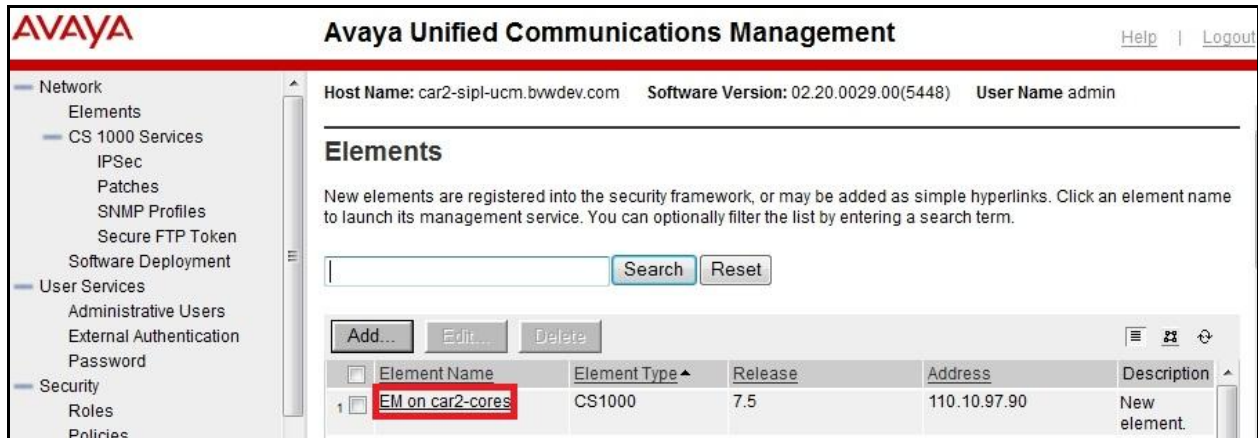 AVAYA
Avaya Unified Communications Management
Help | Logout
Network
Elements
CS 1000 Services
IPSec
Patches
SNMP Profiles
Secure FTP Token
Software Deployment
User Services
Administrative Users
External Authentication
Password
Security
Roles
Policies
Host Name: car2-sipl-ucm.bvwdev.com Software Version: 02.20.0029.00(5448) User Name admin
Elements
New elements are registered into the security framework, or may be added as simple hyperlinks. Click an element name
to launch its management service. You can optionally filter the list by entering a search term.
Search Reset
Add... Edit... Delete
Element Name Element Type Release Address Description
1 EM on car2-cores CS1000 7.5 110.10.97.90 New
element.